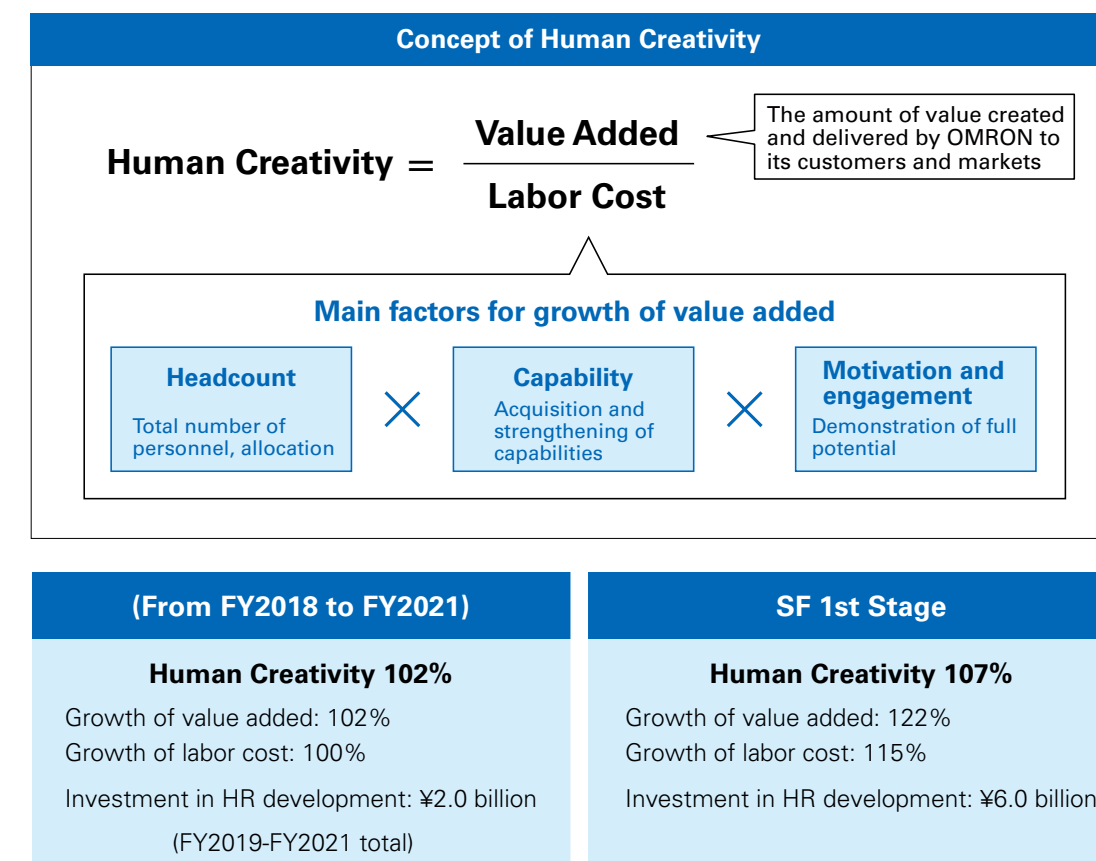 Concept of Human Creativity
Human Creativity =
Value Added
Labor Cost
The amount of value created
and delivered by OMRON to
its customers and markets
Main factors for growth of value added
Headcount
Total number of
personnel, allocation
×
Capability
Acquisition and
strengthening of
capabilities
×
Motivation and
engagement
Demonstration of full
potential
(From FY2018 to FY2021)
Human Creativity 102%
Growth of value added: 102%
Growth of labor cost: 100%
Investment in HR development: ¥2.0 billion
(FY2019-FY2021 total)
SF 1st Stage
Human Creativity 107%
Growth of value added: 122%
Growth of labor cost: 115%
Investment in HR development: ¥6.0 billion